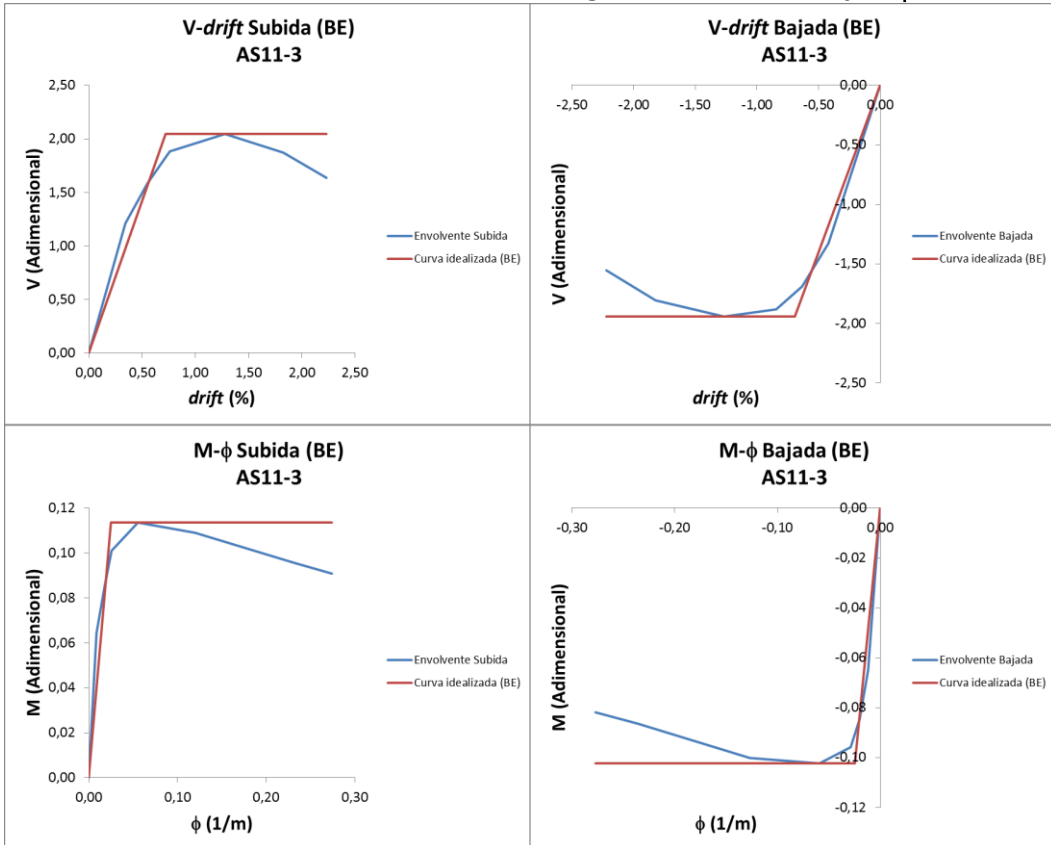 V-drift Subida (BE)
AS11-3
2,50
2,00
1,50
1,00
0,50
0,00
V (Adimensional)
0,00 0,50 1,00 1,50 2,00 2,50
drift (%)
Envolvente Subida
Curva idealizada (BE)
V-drift Bajada (BE)
AS11-3
-2,50 -2,00 -1,50 -1,00 -0,50 0,00
0,00
-0,50
-1,00
-1,50
-2,00
-2,50
V (Adimensional)
drift (%)
Envolvente Bajada
Curva idealizada (BE)
M-ϕ Subida (BE)
AS11-3
0,12
0,10
0,08
0,06
0,04
0,02
0,00
M (Adimensional)
0,00 0,10 0,20 0,30
ϕ (1/m)
Envolvente Subida
Curva idealizada (BE)
M-ϕ Bajada (BE)
AS11-3
-0,30 -0,20 -0,10 0,00
0,00
-0,02
-0,04
-0,06
-0,08
-0,10
-0,12
M (Adimensional)
ϕ (1/m)
Envolvente Bajada
Curva idealizada (BE)